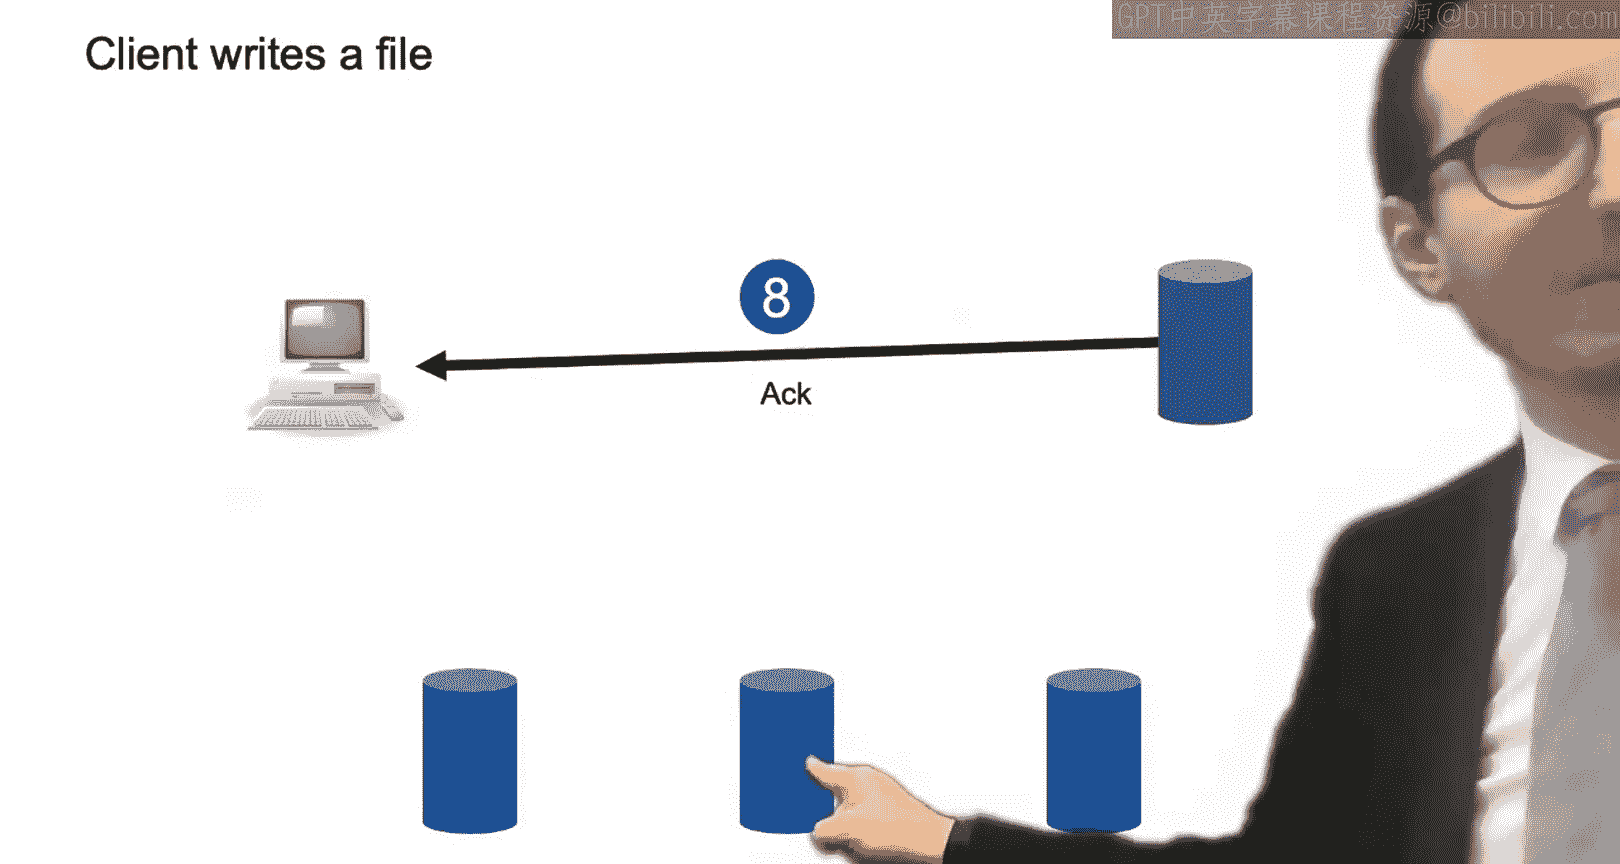 GPT中英字幕课程资源@bilibili.com
Client writes a file
8
Ack